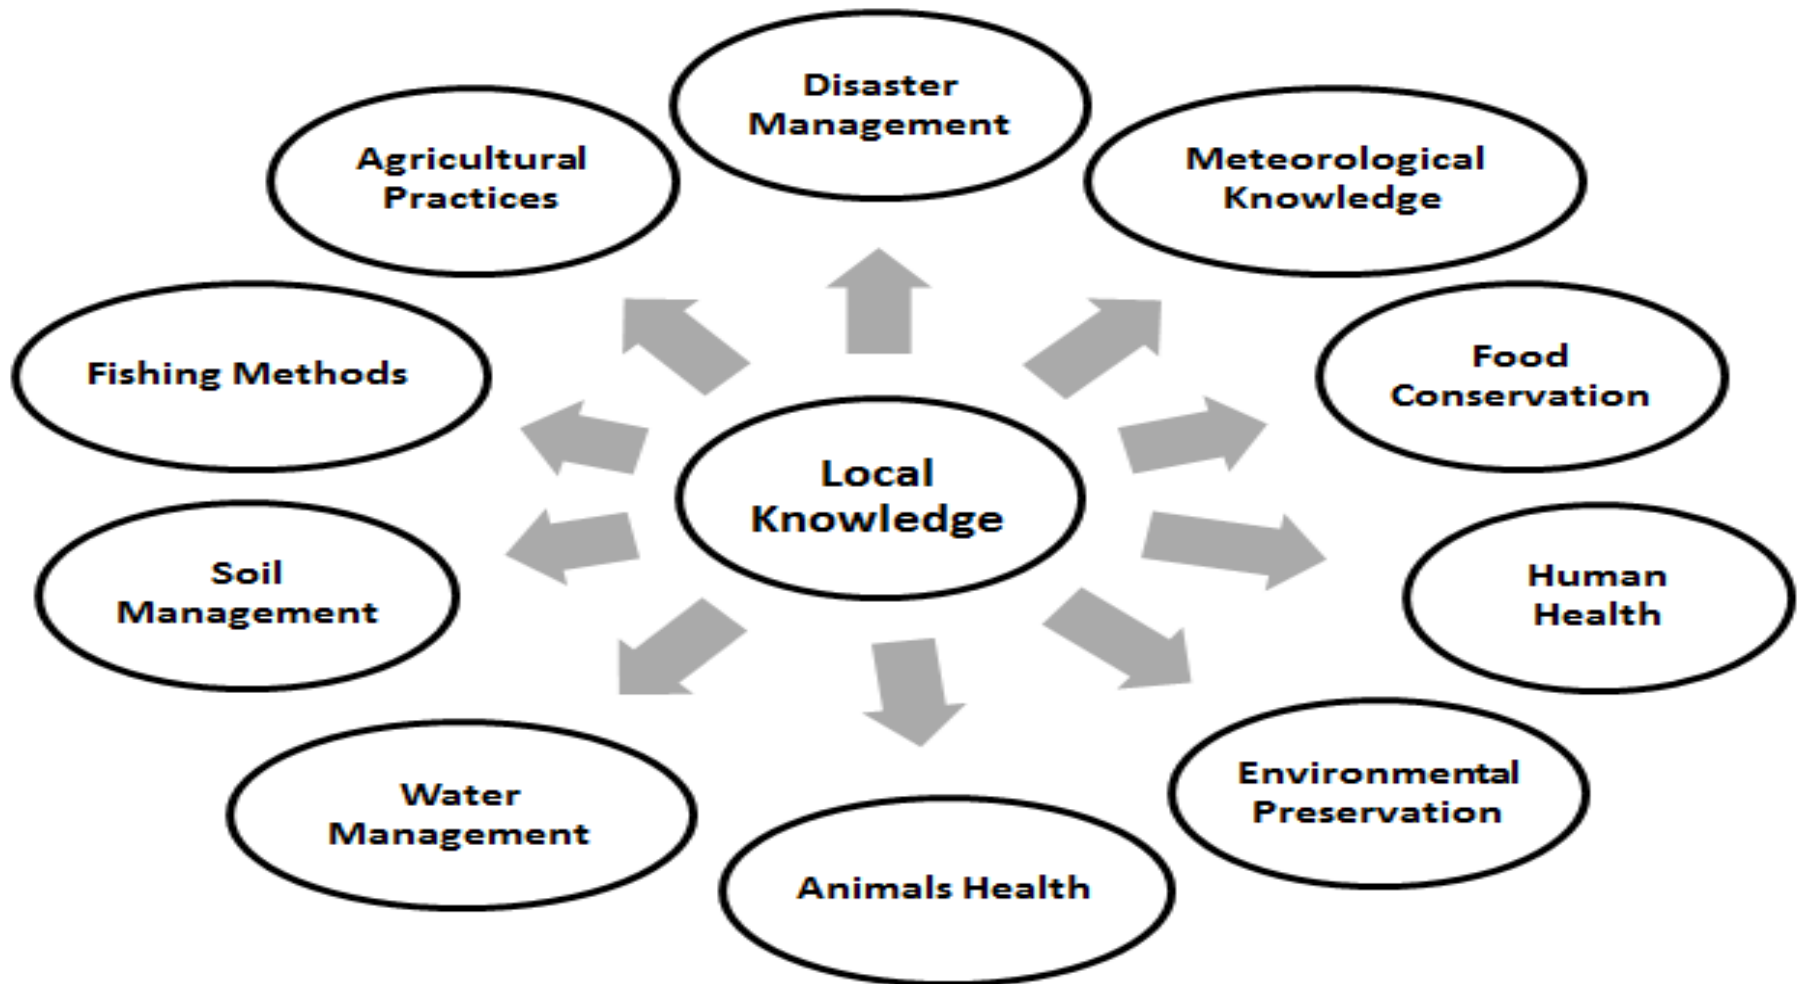 Disaster
Management
Agricultural
Practices
Meteorological
Knowledge
Fishing Methods
Food
Conservation
Local
Knowledge
Soil
Management
Human
Health
Water
Management
Environmental
Preservation
Animals Health